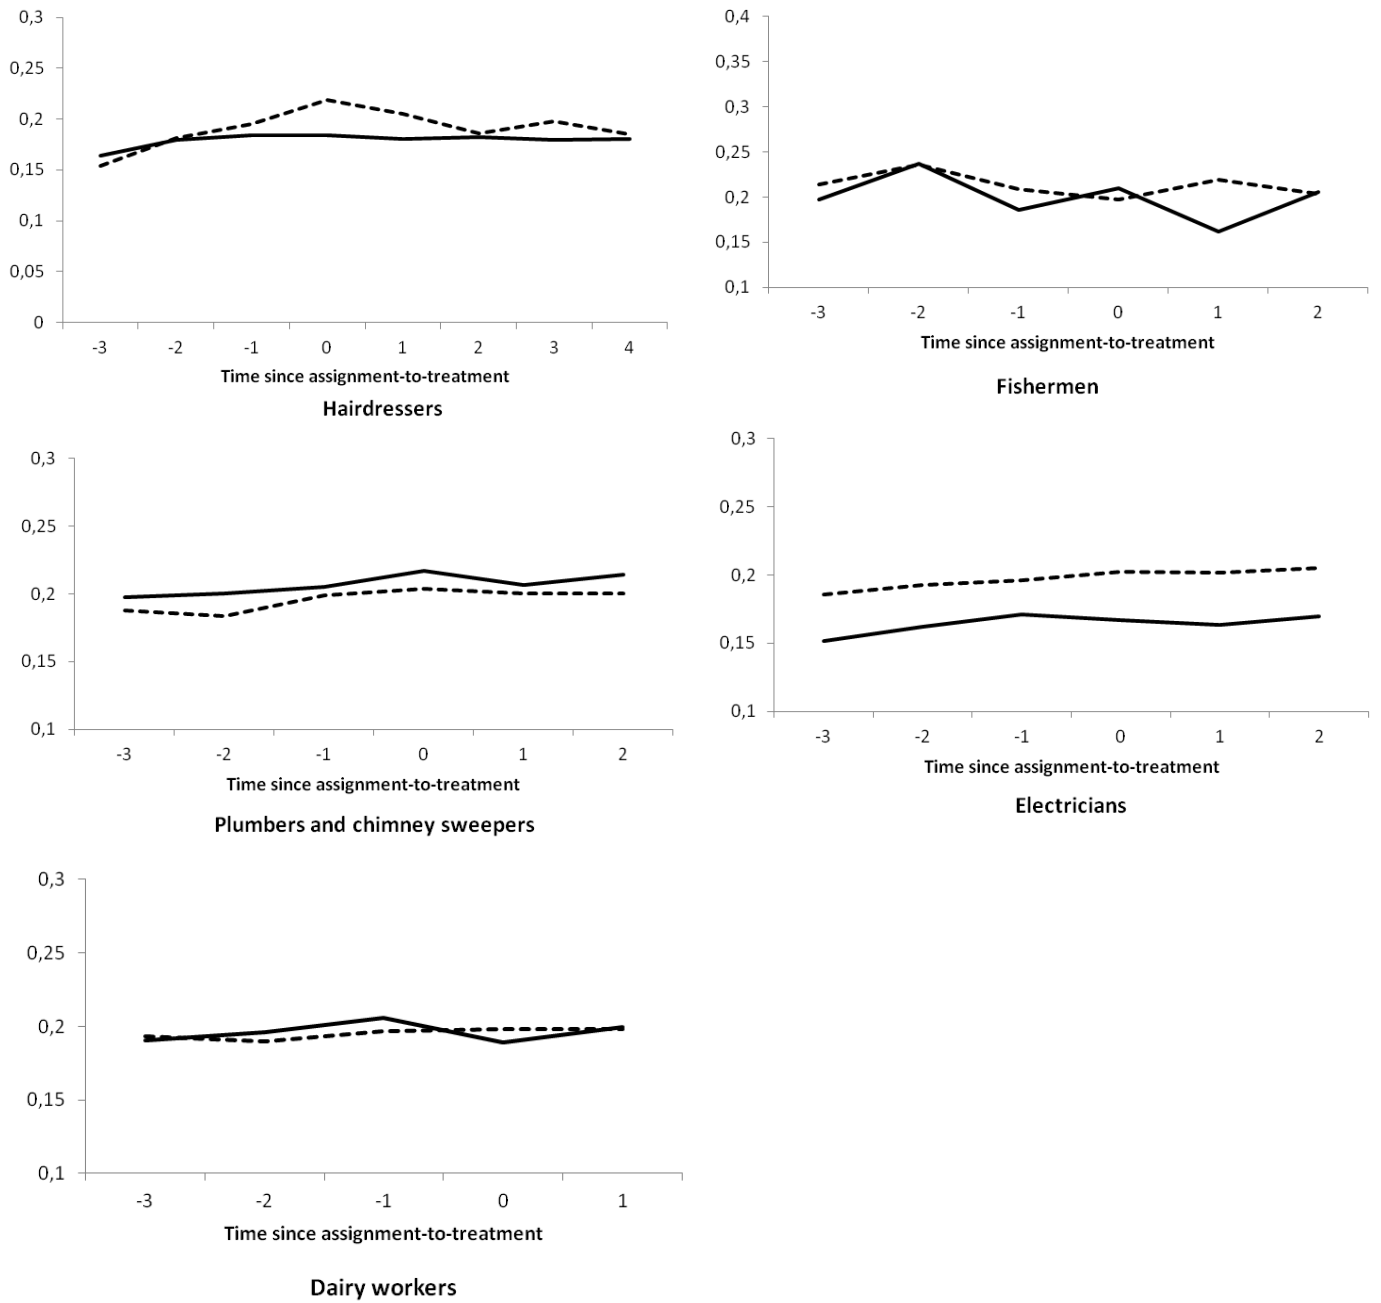 0,3
0,25
0,2
0,15
0,1
0,05
0
-3 -2 -1 0 1 2 3 4
Time since assignment-to-treatment
Hairdressers
0,4
0,35
0,3
0,25
0,2
0,15
0,1
-3 -2 -1 0 1 2
Time since assignment-to-treatment
Fishermen
0,3
0,25
0,2
0,15
0,1
-3 -2 -1 0 1 2
Time since assignment-to-treatment
Plumbers and chimney sweepers
0,3
0,25
0,2
0,15
0,1
-3 -2 -1 0 1 2
Time since assignment-to-treatment
Electricians
0,3
0,25
0,2
0,15
0,1
-3 -2 -1 0 1
Time since assignment-to-treatment
Dairy workers